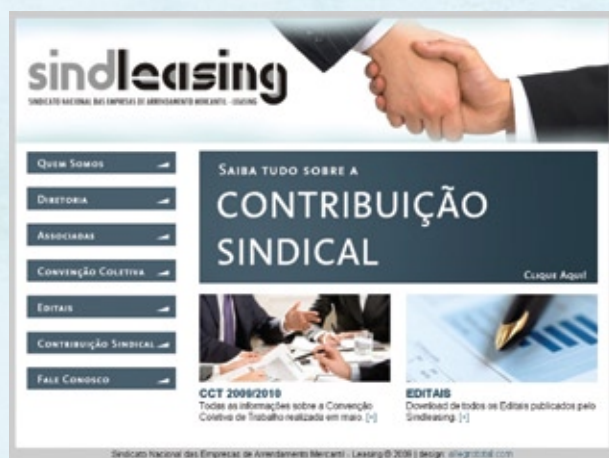 sindleasing
SINDICATO NACIONAL DAS EMPRESAS DE ARRENDAMENTO MERCANTIL - LEASING
QUEM SOMOS
DIRETORIA
ASSOCIADAS
CONVENÇÃO COLETIVA
EDITAIS
CONTRIBUIÇÃO SINDICAL
FALE CONOSCO
SAIBA TUDO SOBRE A
CONTRIBUIÇÃO
SINDICAL
CLIQUE AQUI!
CCT 2009/2010
Todas as informações sobre a Convenção
Coletiva de Trabalho realizada em maio. [+]
EDITAIS
Download de todos os Editais publicados pelo
Sindleasing. [+]
Sindicato Nacional das Empresas de Arrendamento Mercantil - Leasing © 2009 | design: allegrototal.com